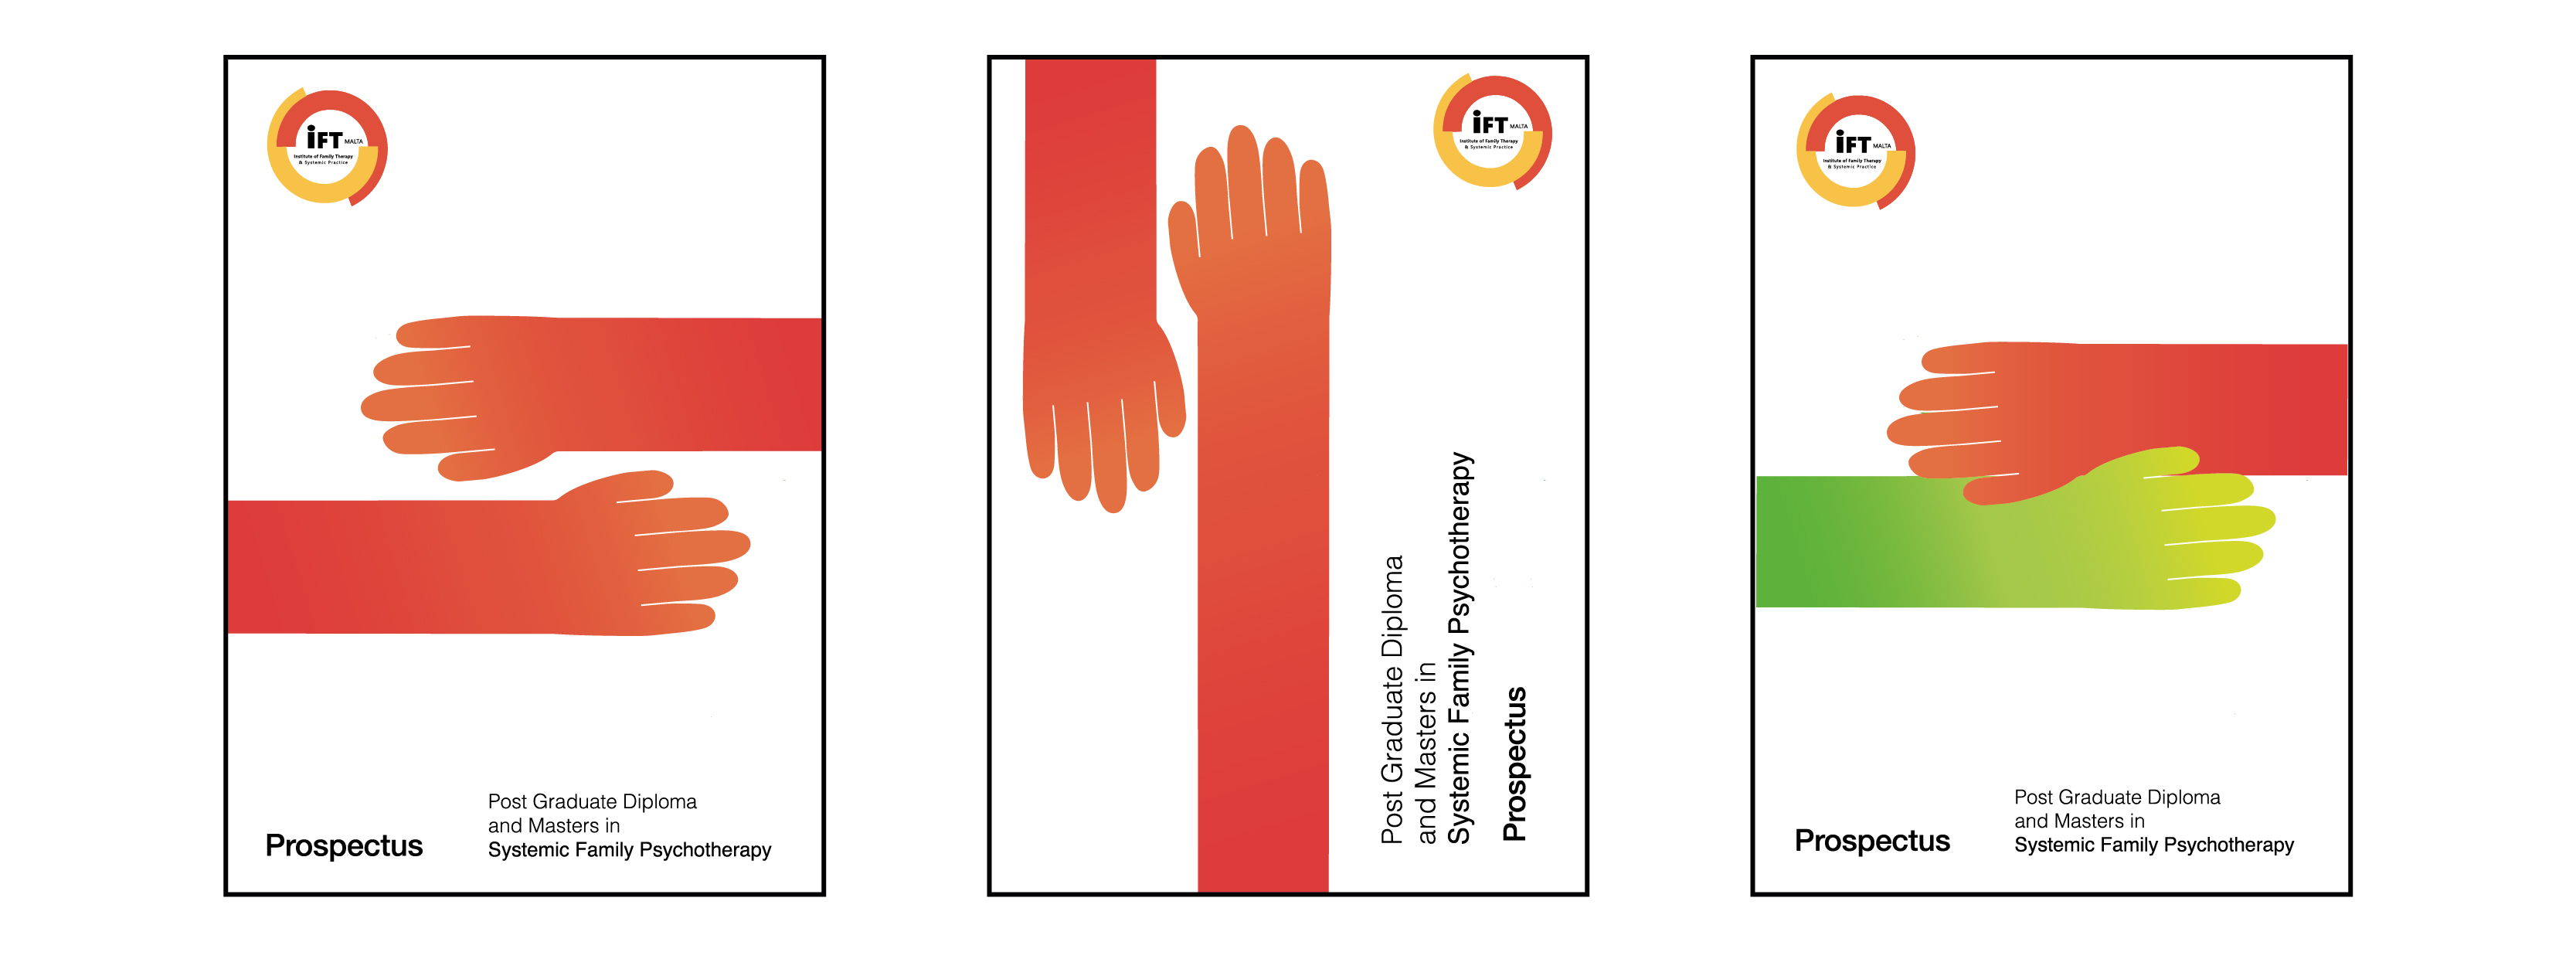 iFT MALTA
Institute of Family Therapy
& Systemic Practice
Prospectus
Post Graduate Diploma
and Masters in
Systemic Family Psychotherapy
iFT MALTA
Institute of Family Therapy
& Systemic Practice
Post Graduate Diploma
and Masters in
Systemic Family Psychotherapy
Prospectus
iFT MALTA
Institute of Family Therapy
& Systemic Practice
Prospectus
Post Graduate Diploma
and Masters in
Systemic Family Psychotherapy